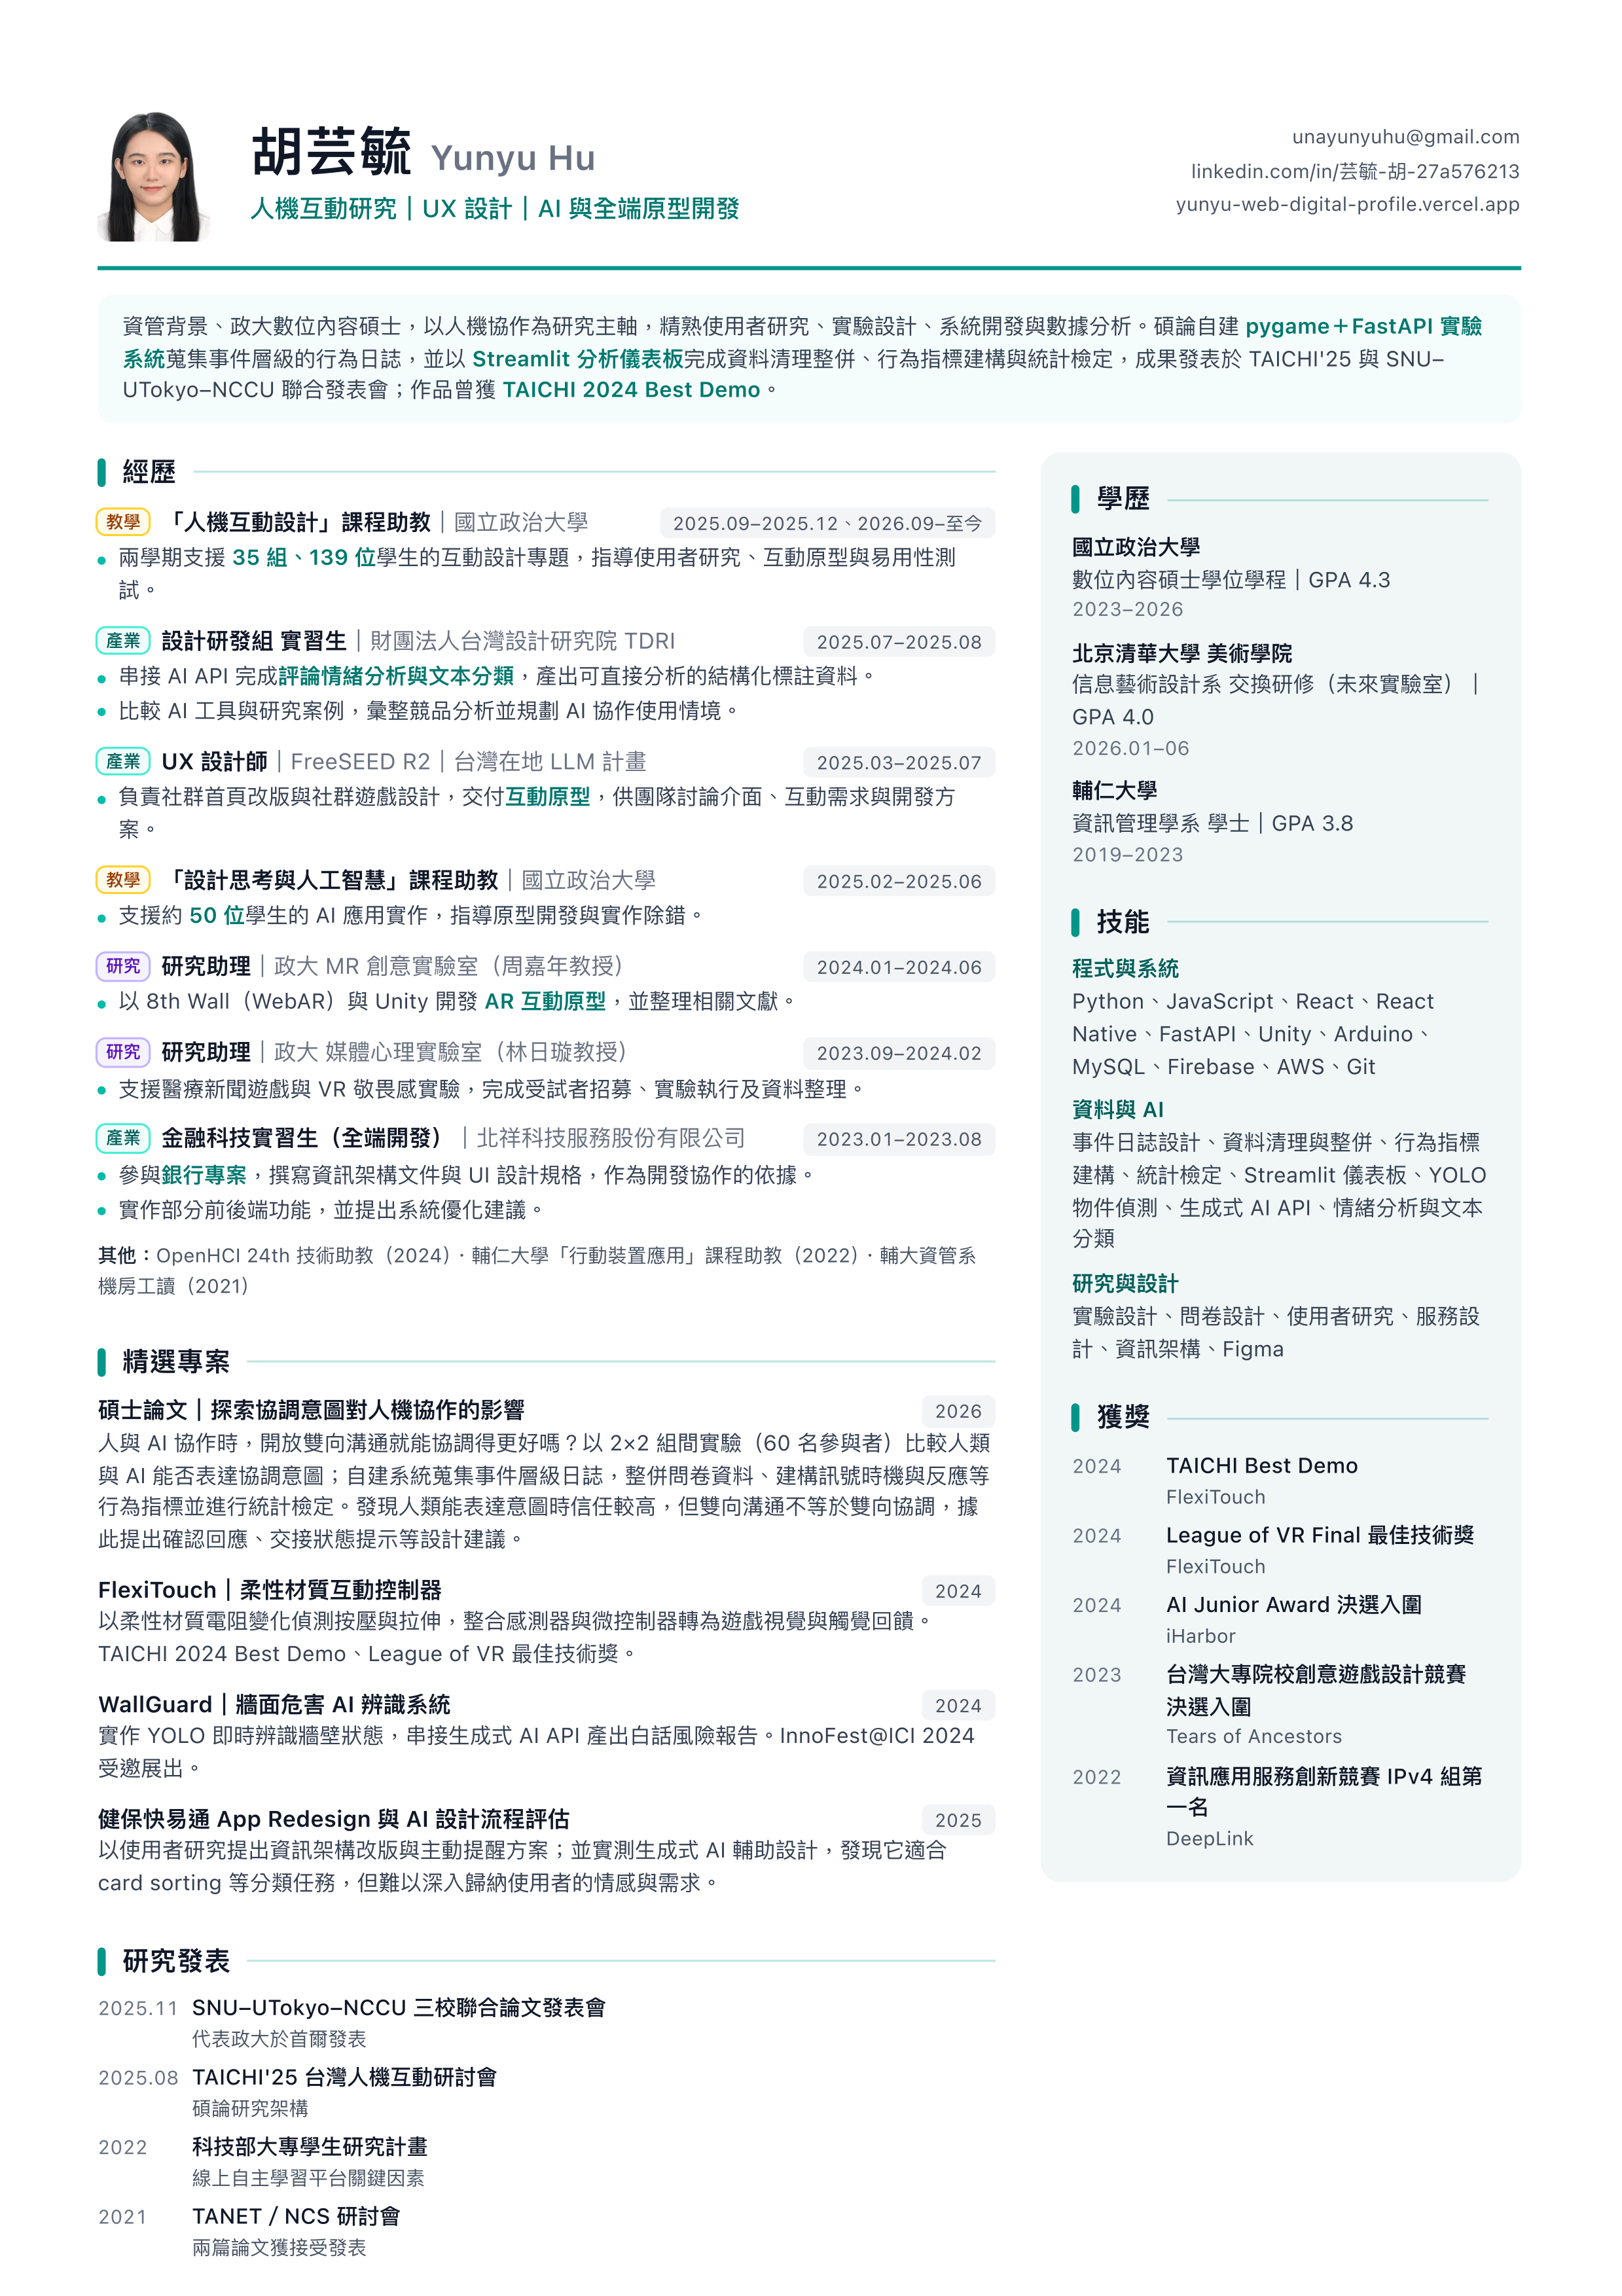 胡芸毓 Yunyu Hu
人機互動研究｜UX 設計｜AI 與全端原型開發
unayunyuhu@gmail.com
linkedin.com/in/芸毓-胡-27a576213
yunyu-web-digital-profile.vercel.app
資管背景、政大數位內容碩士，以人機協作為研究主軸，精熟使用者研究、實驗設計、系統開發與數據分析。碩論自建 pygame＋FastAPI 實驗
系統蒐集事件層級的行為日誌，並以 Streamlit 分析儀表板完成資料清理整併、行為指標建構與統計檢定，成果發表於 TAICHI'25 與 SNU–
UTokyo–NCCU 聯合發表會；作品曾獲 TAICHI 2024 Best Demo。
經歷
教學 「人機互動設計」課程助教｜國立政治大學 2025.09–2025.12、2026.09–至今
兩學期支援 35 組、139 位學生的互動設計專題，指導使用者研究、互動原型與易用性測
試。
產業 設計研發組 實習生｜財團法人台灣設計研究院 TDRI 2025.07–2025.08
串接 AI API 完成評論情緒分析與文本分類，產出可直接分析的結構化標註資料。
比較 AI 工具與研究案例，彙整競品分析並規劃 AI 協作使用情境。
產業 UX 設計師｜FreeSEED R2｜台灣在地 LLM 計畫 2025.03–2025.07
負責社群首頁改版與社群遊戲設計，交付互動原型，供團隊討論介面、互動需求與開發方
案。
教學 「設計思考與人工智慧」課程助教｜國立政治大學 2025.02–2025.06
支援約 50 位學生的 AI 應用實作，指導原型開發與實作除錯。
研究 研究助理｜政大 MR 創意實驗室（周嘉年教授） 2024.01–2024.06
以 8th Wall（WebAR）與 Unity 開發 AR 互動原型，並整理相關文獻。
研究 研究助理｜政大 媒體心理實驗室（林日璇教授） 2023.09–2024.02
支援醫療新聞遊戲與 VR 敬畏感實驗，完成受試者招募、實驗執行及資料整理。
產業 金融科技實習生（全端開發）｜北祥科技服務股份有限公司 2023.01–2023.08
參與銀行專案，撰寫資訊架構文件與 UI 設計規格，作為開發協作的依據。
實作部分前後端功能，並提出系統優化建議。
其他：OpenHCI 24th 技術助教（2024）· 輔仁大學「行動裝置應用」課程助教（2022）· 輔大資管系
機房工讀（2021）
精選專案
碩士論文｜探索協調意圖對人機協作的影響 2026
人與 AI 協作時，開放雙向溝通就能協調得更好嗎？以 2×2 組間實驗（60 名參與者）比較人類
與 AI 能否表達協調意圖；自建系統蒐集事件層級日誌，整併問卷資料、建構訊號時機與反應等
行為指標並進行統計檢定。發現人類能表達意圖時信任較高，但雙向溝通不等於雙向協調，據
此提出確認回應、交接狀態提示等設計建議。
FlexiTouch｜柔性材質互動控制器 2024
以柔性材質電阻變化偵測按壓與拉伸，整合感測器與微控制器轉為遊戲視覺與觸覺回饋。
TAICHI 2024 Best Demo、League of VR 最佳技術獎。
WallGuard｜牆面危害 AI 辨識系統 2024
實作 YOLO 即時辨識牆壁狀態，串接生成式 AI API 產出白話風險報告。InnoFest@ICI 2024
受邀展出。
健保快易通 App Redesign 與 AI 設計流程評估 2025
以使用者研究提出資訊架構改版與主動提醒方案；並實測生成式 AI 輔助設計，發現它適合
card sorting 等分類任務，但難以深入歸納使用者的情感與需求。
研究發表
2025.11 SNU–UTokyo–NCCU 三校聯合論文發表會
代表政大於首爾發表
2025.08 TAICHI'25 台灣人機互動研討會
碩論研究架構
2022 科技部大專學生研究計畫
線上自主學習平台關鍵因素
2021 TANET / NCS 研討會
兩篇論文獲接受發表
學歷
國立政治大學
數位內容碩士學位學程｜GPA 4.3
2023–2026
北京清華大學 美術學院
信息藝術設計系 交換研修（未來實驗室）｜
GPA 4.0
2026.01–06
輔仁大學
資訊管理學系 學士｜GPA 3.8
2019–2023
技能
程式與系統
Python、JavaScript、React、React
Native、FastAPI、Unity、Arduino、
MySQL、Firebase、AWS、Git
資料與 AI
事件日誌設計、資料清理與整併、行為指標
建構、統計檢定、Streamlit 儀表板、YOLO
物件偵測、生成式 AI API、情緒分析與文本
分類
研究與設計
實驗設計、問卷設計、使用者研究、服務設
計、資訊架構、Figma
獲獎
2024 TAICHI Best Demo
FlexiTouch
2024 League of VR Final 最佳技術獎
FlexiTouch
2024 AI Junior Award 決選入圍
iHarbor
2023 台灣大專院校創意遊戲設計競賽
決選入圍
Tears of Ancestors
2022 資訊應用服務創新競賽 IPv4 組第
一名
DeepLink